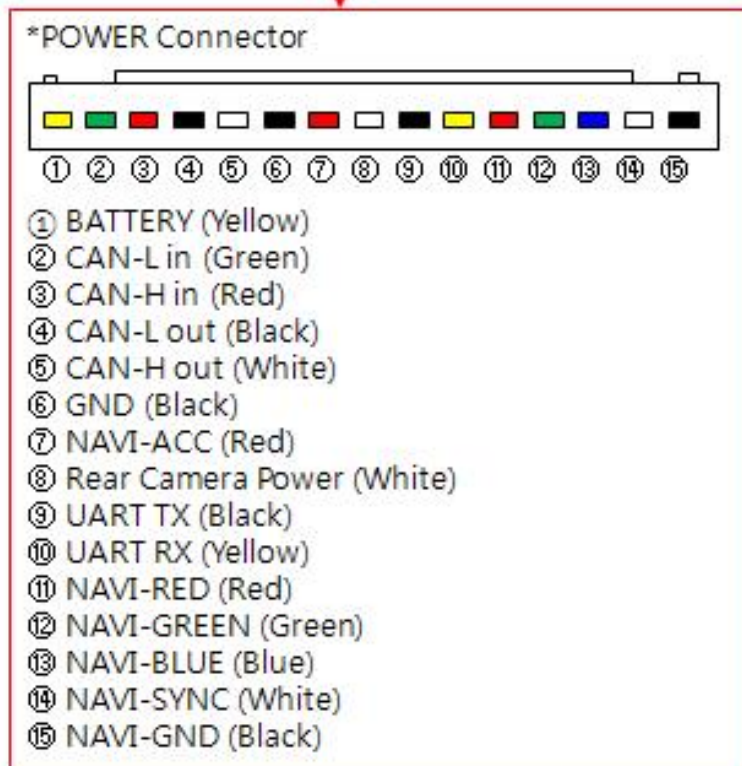 *POWER Connector
① ② ③ ④ ⑤ ⑥ ⑦ ⑧ ⑨ ⑩ ⑪ ⑫ ⑬ ⑭ ⑮
① BATTERY (Yellow)
② CAN-L in (Green)
③ CAN-H in (Red)
④ CAN-L out (Black)
⑤ CAN-H out (White)
⑥ GND (Black)
⑦ NAVI-ACC (Red)
⑧ Rear Camera Power (White)
⑨ UART TX (Black)
⑩ UART RX (Yellow)
⑪ NAVI-RED (Red)
⑫ NAVI-GREEN (Green)
⑬ NAVI-BLUE (Blue)
⑭ NAVI-SYNC (White)
⑮ NAVI-GND (Black)